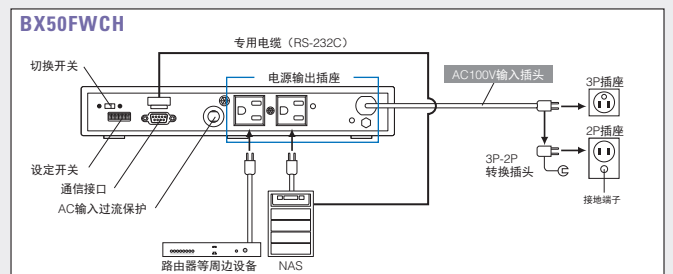 BX50FWCH
专用电缆（RS-232C）
切换开关
电源输出插座
AC100V输入插头
3P插座
2P插座
设定开关
通信接口
AC输入过流保护
3P-2P
转换插头
接地端子
路由器等周边设备
NAS